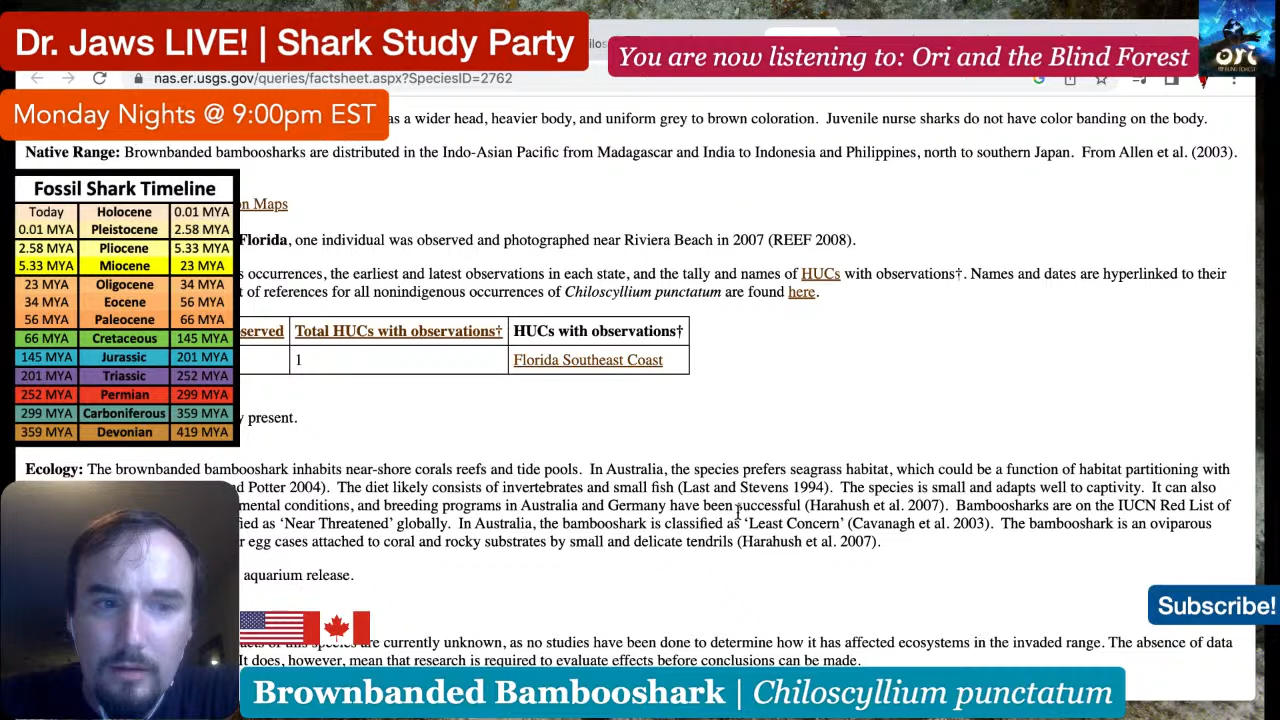 Dr. Jaws LIVE! | Shark Study Party
You are now listening to: Ori and the Blind Forest
ori
nas.er.usgs.gov/queries/factsheet.aspx?SpeciesID=2762
Monday Nights @ 9:00pm EST
as a wider head, heavier body, and uniform grey to brown coloration. Juvenile nurse sharks do not have color banding on the body.
Native Range: Brownbanded bamboosharks are distributed in the Indo-Asian Pacific from Madagascar and India to Indonesia and Philippines, north to southern Japan. From Allen et al. (2003).
Fossil Shark Timeline
Today Holocene 0.01 MYA
0.01 MYA Pleistocene 2.58 MYA
2.58 MYA Pliocene 5.33 MYA
5.33 MYA Miocene 23 MYA
23 MYA Oligocene 34 MYA
34 MYA Eocene 56 MYA
56 MYA Paleocene 66 MYA
66 MYA Cretaceous 145 MYA
145 MYA Jurassic 201 MYA
201 MYA Triassic 252 MYA
252 MYA Permian 299 MYA
299 MYA Carboniferous 359 MYA
359 MYA Devonian 419 MYA
on Maps
Florida, one individual was observed and photographed near Riviera Beach in 2007 (REEF 2008).
s occurrences, the earliest and latest observations in each state, and the tally and names of HUCs with observations†. Names and dates are hyperlinked to their
t of references for all nonindigenous occurrences of Chiloscyllium punctatum are found here.
served Total HUCs with observations† HUCs with observations†
1 Florida Southeast Coast
y present.
Ecology: The brownbanded bambooshark inhabits near-shore corals reefs and tide pools. In Australia, the species prefers seagrass habitat, which could be a function of habitat partitioning with
d Potter 2004). The diet likely consists of invertebrates and small fish (Last and Stevens 1994). The species is small and adapts well to captivity. It can also
mental conditions, and breeding programs in Australia and Germany have been successful (Harahush et al. 2007). Bambooosharks are on the IUCN Red List of
fied as ‘Near Threatened’ globally. In Australia, the bambooshark is classified as ‘Least Concern’ (Cavanagh et al. 2003). The bambooshark is an oviparous
r egg cases attached to coral and rocky substrates by small and delicate tendrils (Harahush et al. 2007).
aquarium release.
Subscribe!
are currently unknown, as no studies have been done to determine how it has affected ecosystems in the invaded range. The absence of data
It does, however, mean that research is required to evaluate effects before conclusions can be made.
Brownbanded Bambooshark | Chiloscyllium punctatum